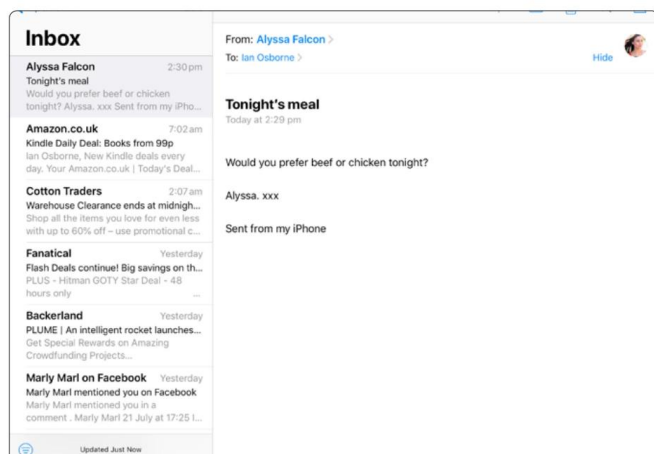 Inbox
Alyssa Falcon 2:30 pm
Tonight's meal
Would you prefer beef or chicken
tonight? Alyssa. xxx Sent from my iPho...
Amazon.co.uk 7:02 am
Kindle Daily Deal: Books from 99p
Ian Osborne, New Kindle deals every
day. Your Amazon.co.uk | Today's Deal...
Cotton Traders 2:07 am
Warehouse Clearance ends at midnigh...
Shop all the items you love for even less
with up to 60% off – use promotional c...
Fanatical Yesterday
Flash Deals continue! Big savings on th...
PLUS - Hitman GOTY Star Deal - 48
hours only ...
Backerland Yesterday
PLUME | An intelligent rocket launches...
Get Special Rewards on Amazing
Crowdfunding Projects...
Marly Marl on Facebook Yesterday
Marly Marl mentioned you on Facebook
Marly Marl mentioned you in a
comment . Marly Marl 21 July at 17:25 I...
Updated Just Now
From: Alyssa Falcon >
To: Ian Osborne >
Hide
Tonight's meal
Today at 2:29 pm
Would you prefer beef or chicken tonight?
Alyssa. xxx
Sent from my iPhone